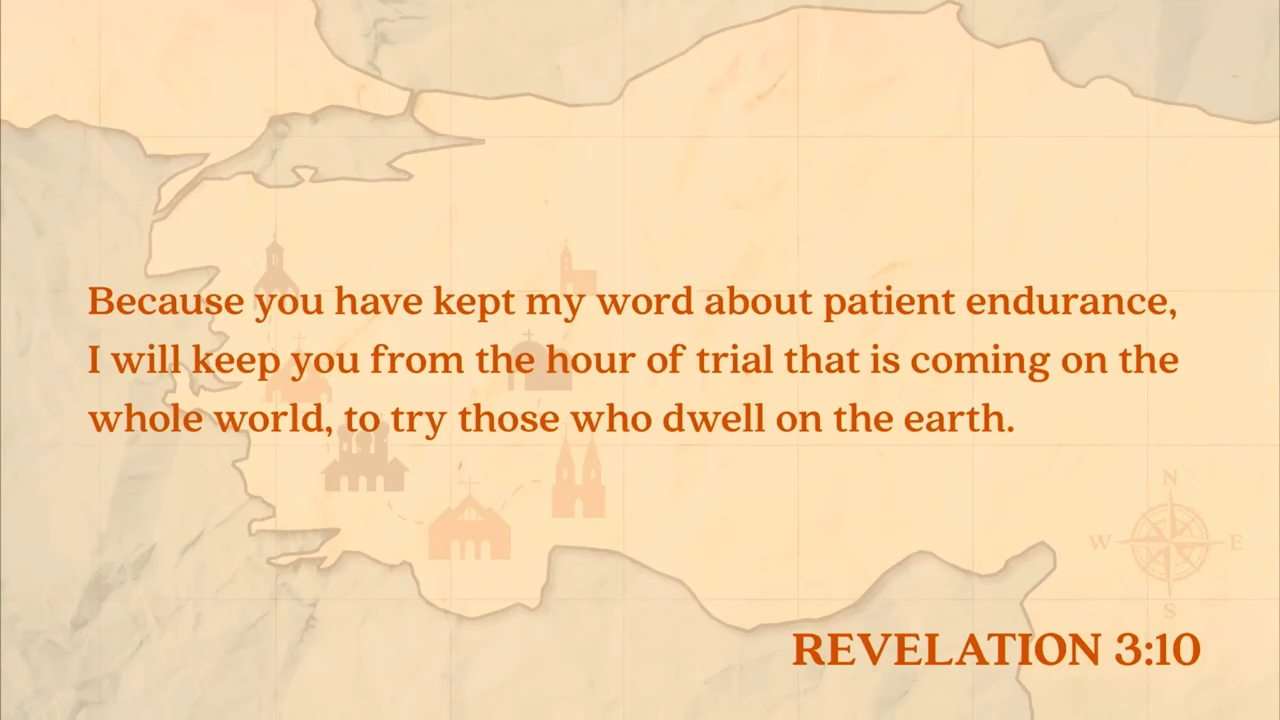 Because you have kept my word about patient endurance,
I will keep you from the hour of trial that is coming on the
whole world, to try those who dwell on the earth.
N
W
E
S
REVELATION 3:10